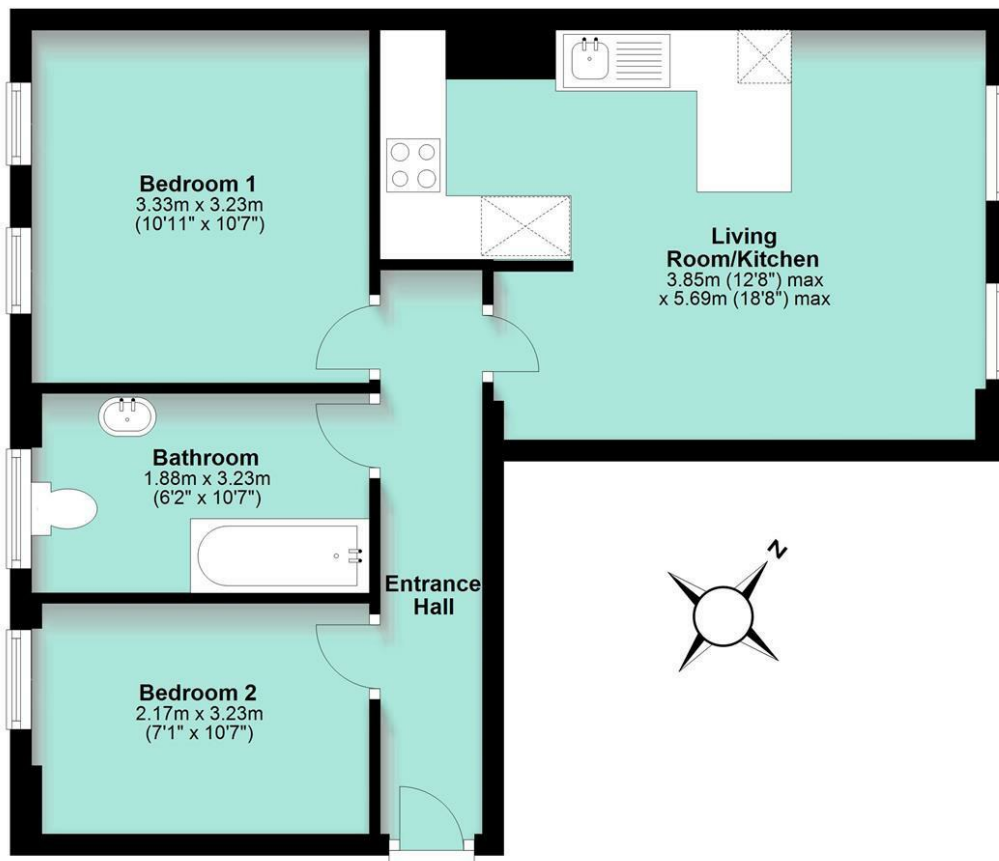 Bedroom 1
3.33m x 3.23m
(10'11" x 10'7")
Living
Room/Kitchen
3.85m (12'8") max
x 5.69m (18'8") max
Bathroom
1.88m x 3.23m
(6'2" x 10'7")
Entrance
Hall
N
Bedroom 2
2.17m x 3.23m
(7'1" x 10'7")